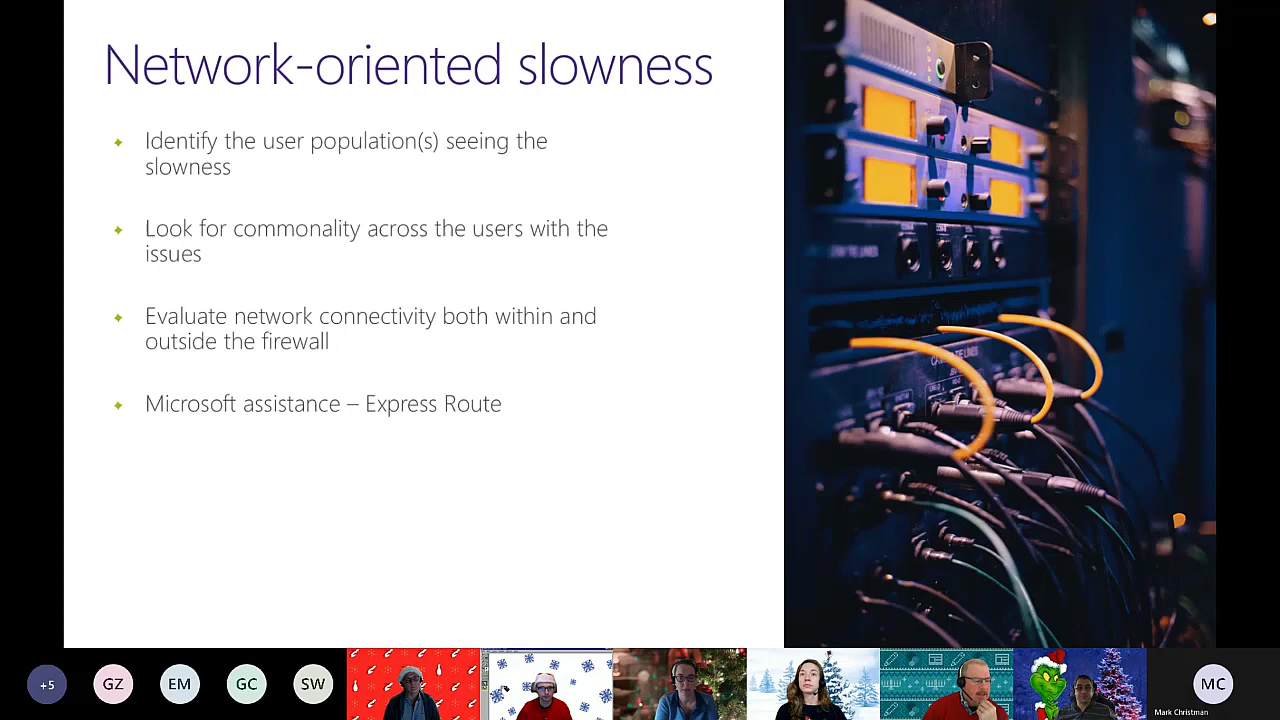 Network-oriented slowness
Identify the user population(s) seeing the
slowness
Look for commonality across the users with the
issues
Evaluate network connectivity both within and
outside the firewall
Microsoft assistance – Express Route
+5
GZ
EM
GC
SW
MC
Mark Christman